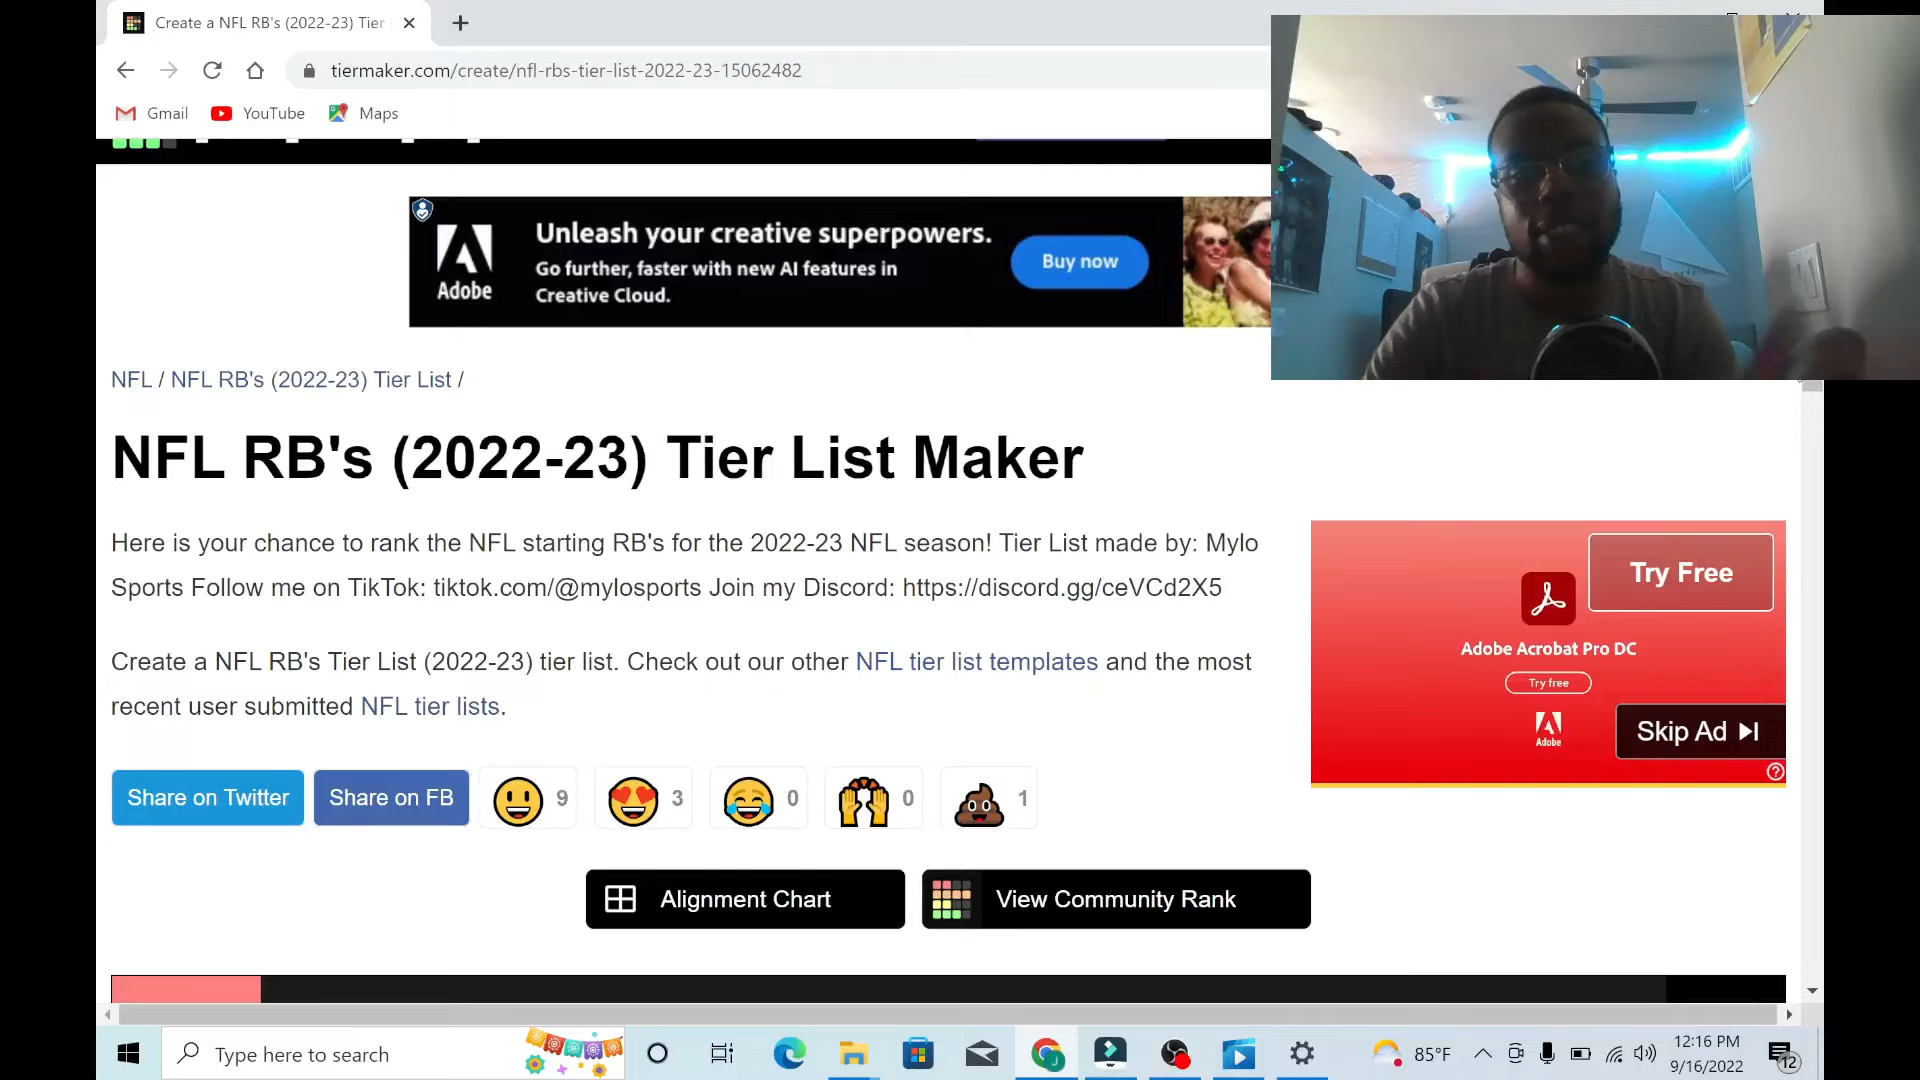 Create a NFL RB's (2022-23) Tier
tiermaker.com/create/nfl-rbs-tier-list-2022-23-15062482
Gmail
YouTube
Maps
Adobe
Unleash your creative superpowers.
Go further, faster with new AI features in
Creative Cloud.
Buy now
NFL / NFL RB's (2022-23) Tier List /
NFL RB's (2022-23) Tier List Maker
Here is your chance to rank the NFL starting RB's for the 2022-23 NFL season! Tier List made by: Mylo
Sports Follow me on TikTok: tiktok.com/@mylosports Join my Discord: https://discord.gg/ceVCd2X5
Create a NFL RB's Tier List (2022-23) tier list. Check out our other NFL tier list templates and the most
recent user submitted NFL tier lists.
Try Free
Adobe Acrobat Pro DC
Try free
Adobe
Skip Ad
Share on Twitter
Share on FB
9
3
0
0
1
Alignment Chart
View Community Rank
Type here to search
85°F
12:16 PM
9/16/2022
12